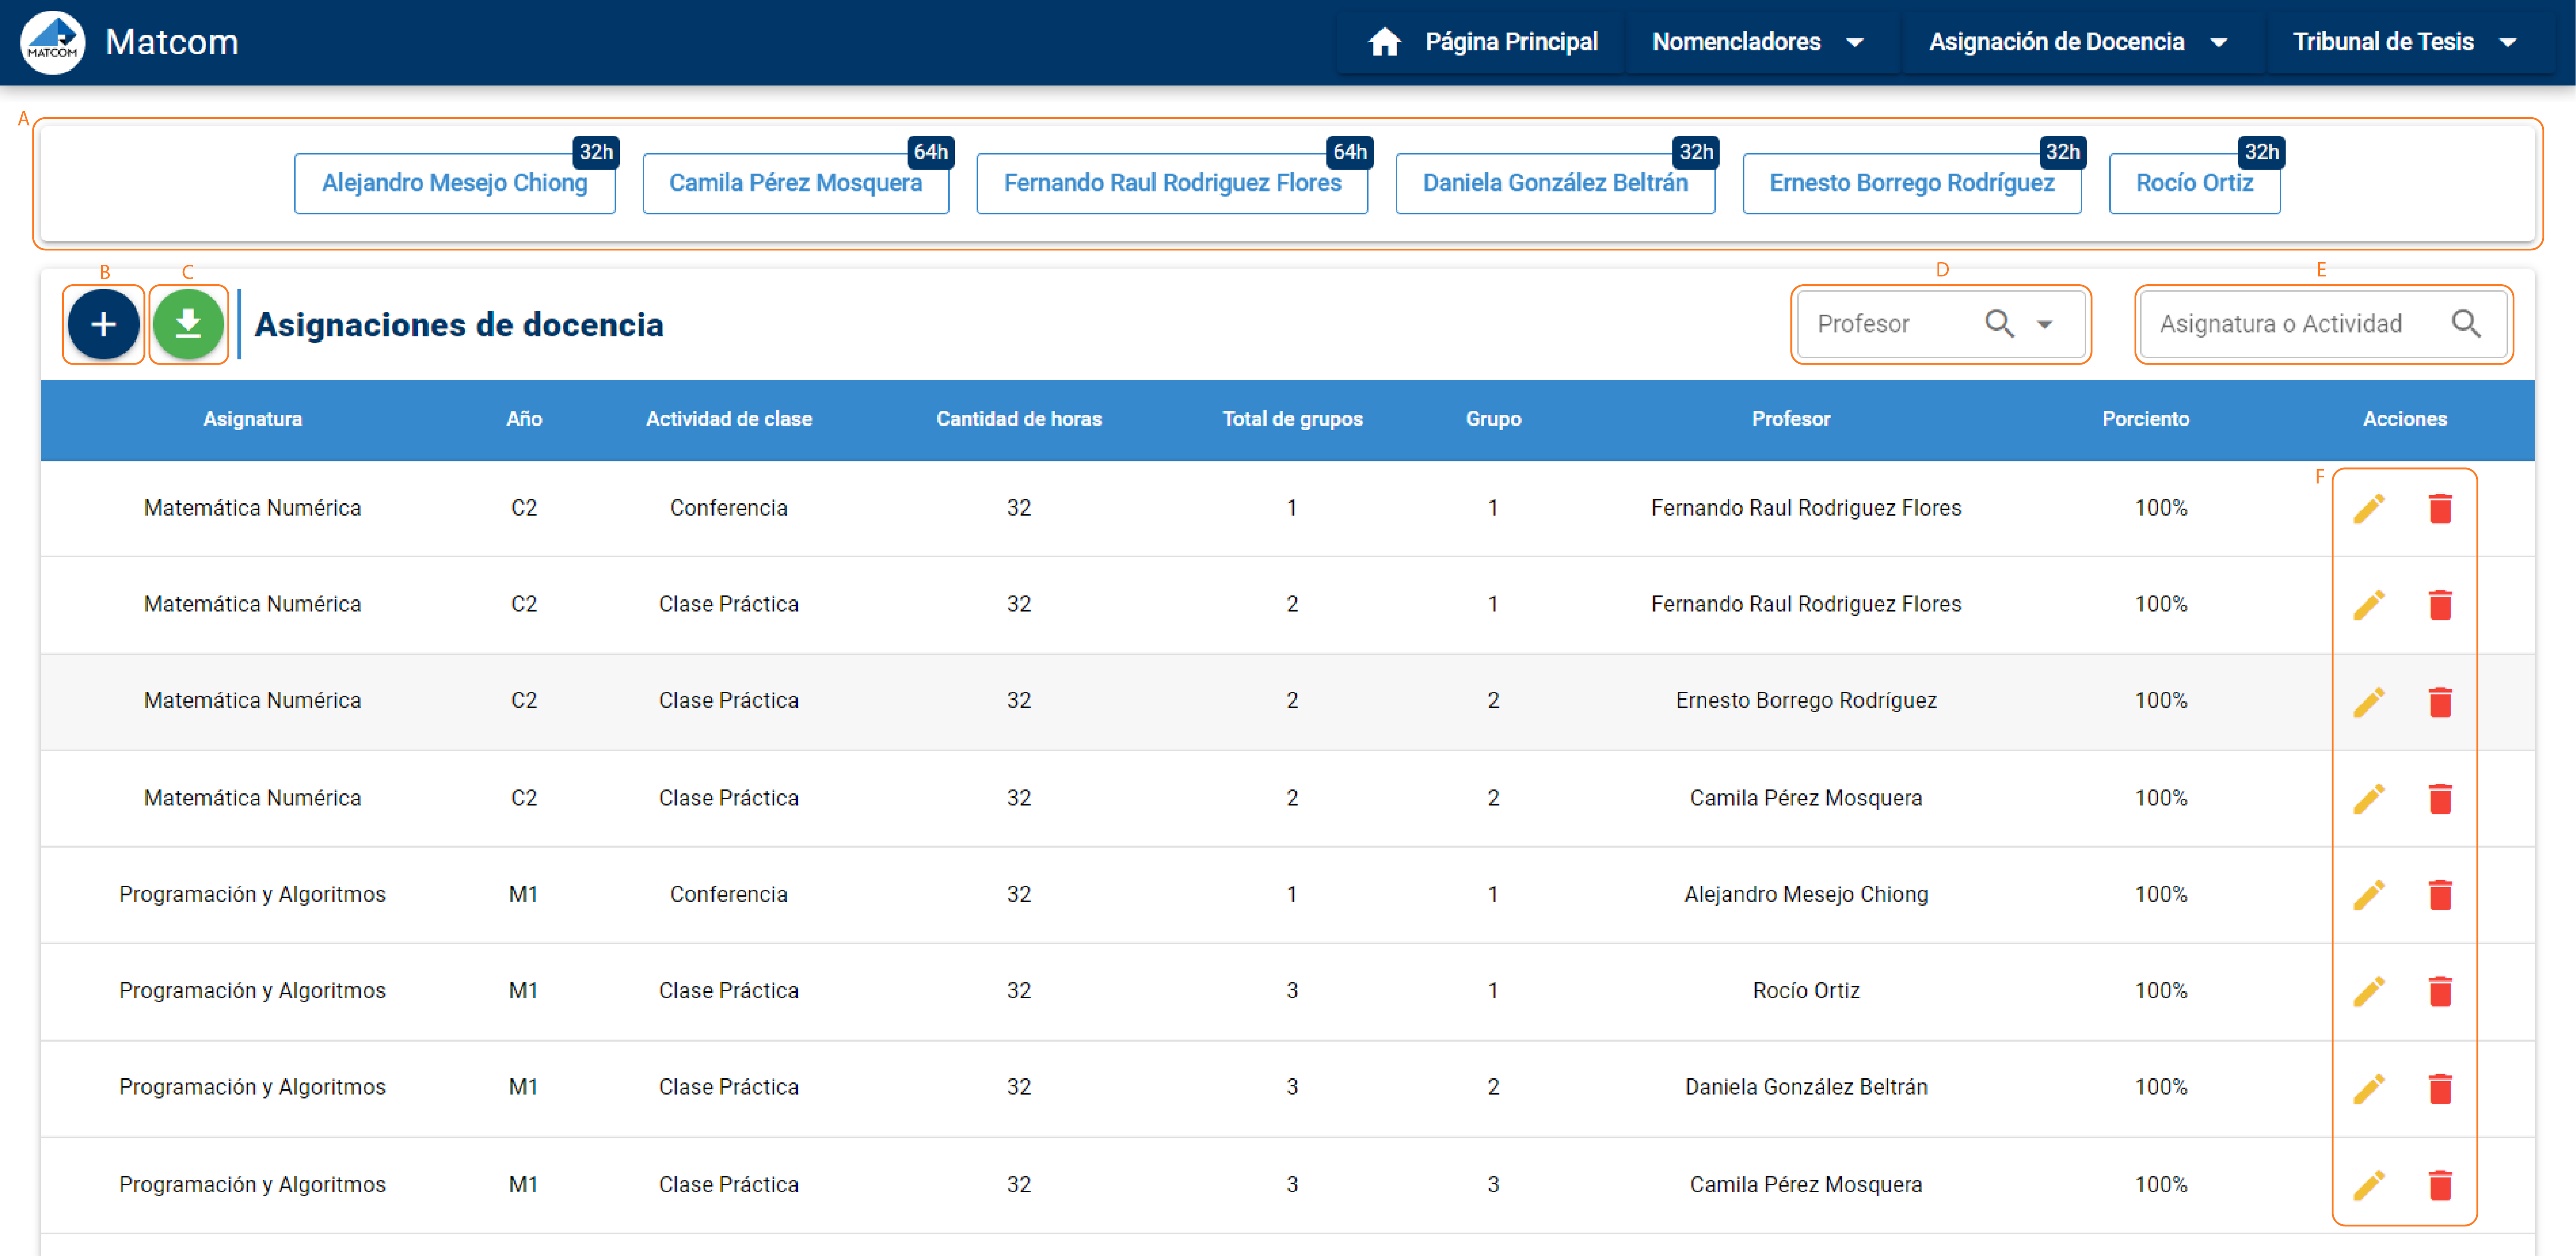 MATCOM Matcom Página Principal Nomencladores Asignación de Docencia Tribunal de Tesis
A
32h 64h 64h 32h 32h 32h
Alejandro Mesejo Chiong Camila Pérez Mosquera Fernando Raul Rodriguez Flores Daniela González Beltrán Ernesto Borrego Rodríguez Rocío Ortiz
B C D E
Asignaciones de docencia Profesor Asignatura o Actividad
Asignatura Año Actividad de clase Cantidad de horas Total de grupos Grupo Profesor Porciento Acciones
F
Matemática Numérica C2 Conferencia 32 1 1 Fernando Raul Rodriguez Flores 100%
Matemática Numérica C2 Clase Práctica 32 2 1 Fernando Raul Rodriguez Flores 100%
Matemática Numérica C2 Clase Práctica 32 2 2 Ernesto Borrego Rodríguez 100%
Matemática Numérica C2 Clase Práctica 32 2 2 Camila Pérez Mosquera 100%
Programación y Algoritmos M1 Conferencia 32 1 1 Alejandro Mesejo Chiong 100%
Programación y Algoritmos M1 Clase Práctica 32 3 1 Rocío Ortiz 100%
Programación y Algoritmos M1 Clase Práctica 32 3 2 Daniela González Beltrán 100%
Programación y Algoritmos M1 Clase Práctica 32 3 3 Camila Pérez Mosquera 100%